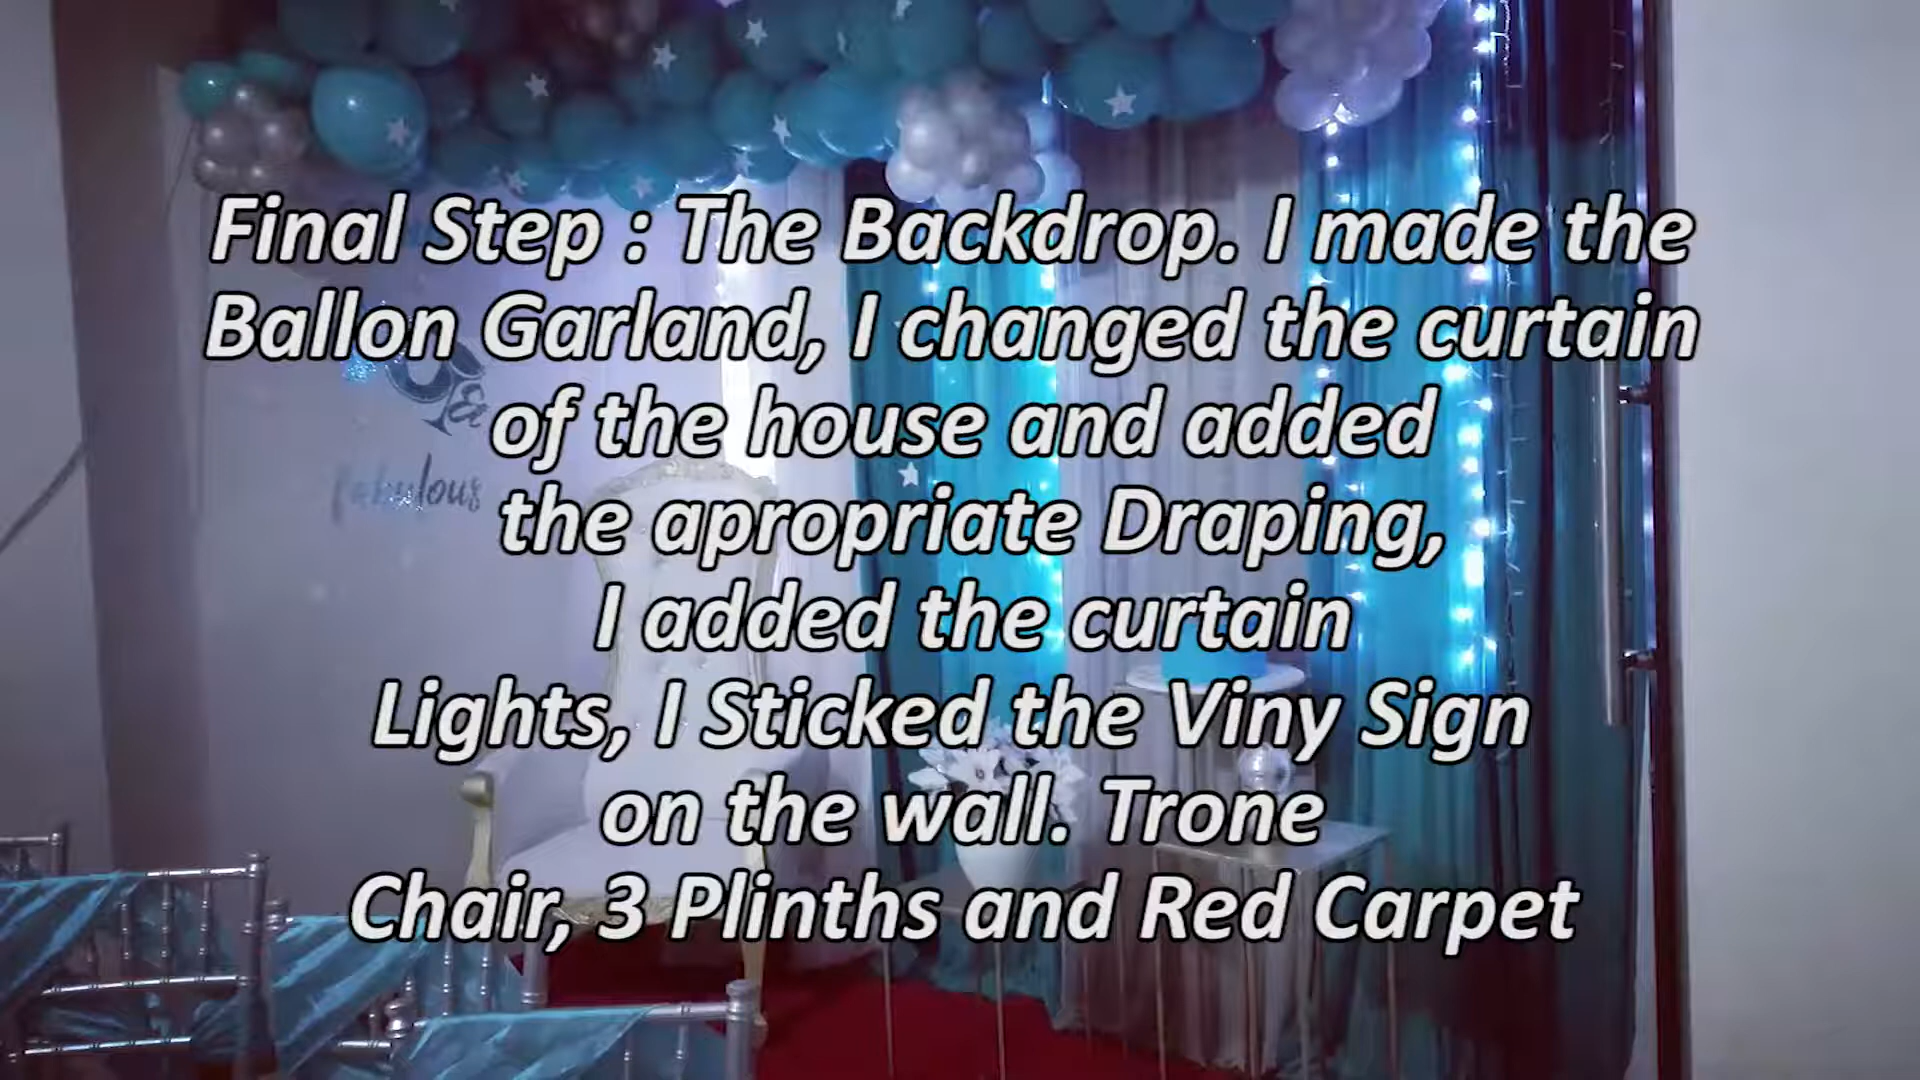 Final Step : The Backdrop. I made the
Ballon Garland, I changed the curtain
of the house and added
the apropriate Draping,
I added the curtain
Lights, I Sticked the Viny Sign
on the wall. Trone
Chair, 3 Plinths and Red Carpet
&
fabulous